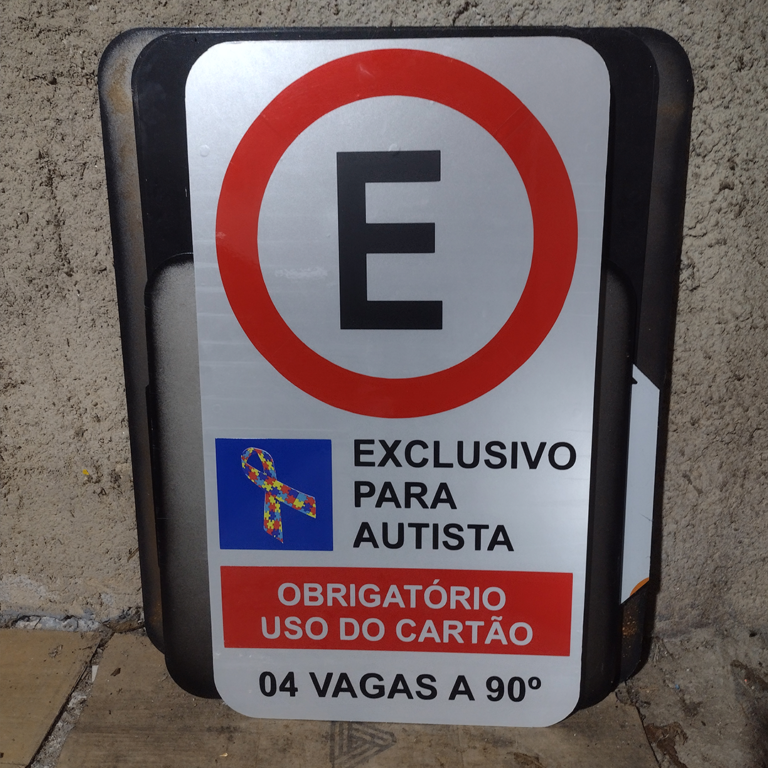 E
EXCLUSIVO
PARA
AUTISTA
OBRIGATÓRIO
USO DO CARTÃO
04 VAGAS A 90º